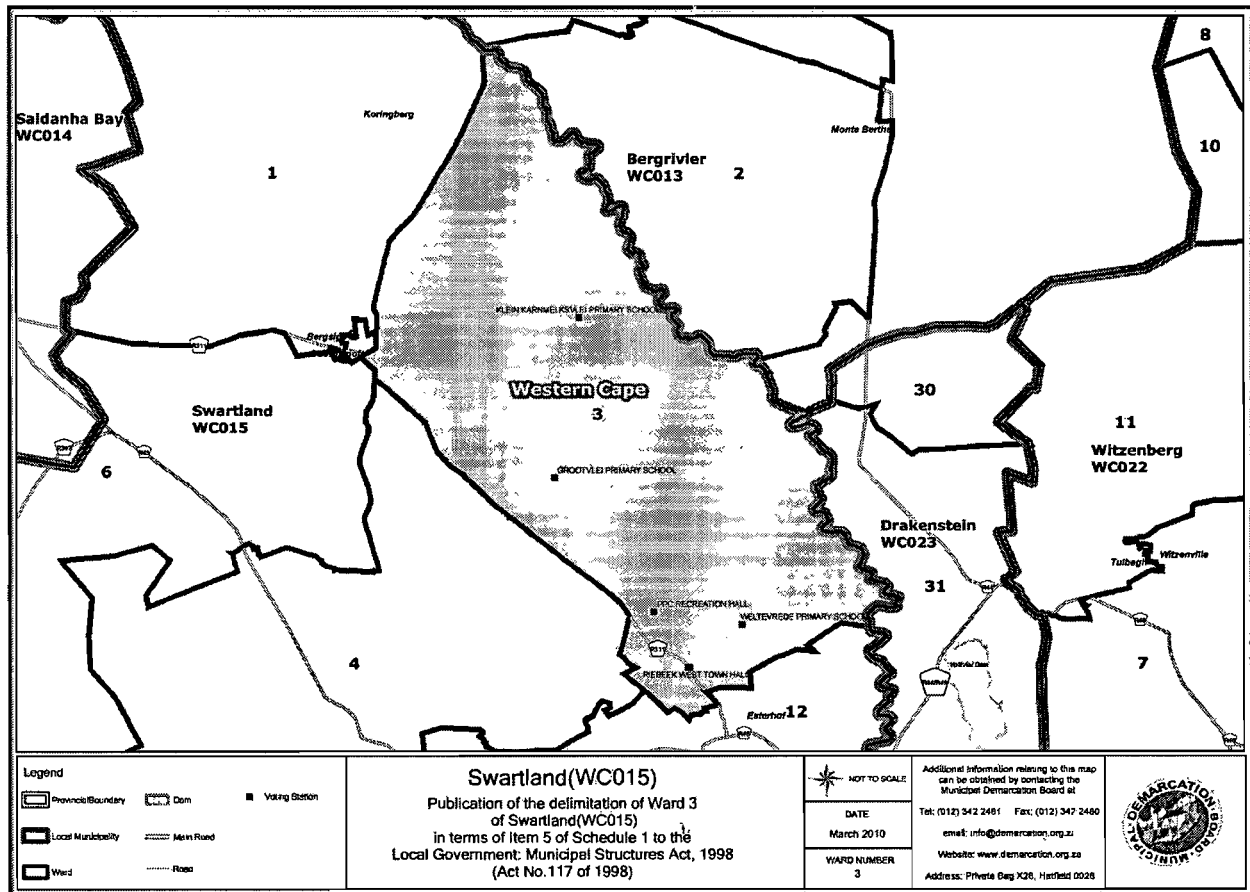 8
Saldanha Bay
WC014
Koringberg
Monte Bertha
1
Bergrivier
WC013
2
10
KLEIN KARNMELKSVLEI PRIMARY SCHOOL
R311
Western Cape
3
30
Swartland
WC015
11
Witzenberg
WC022
6
GROOTVLEI PRIMARY SCHOOL
Drakenstein
WC023
Witzenville
Tulbagh
31
PPC RECREATION HALL
WELTEVREDE PRIMARY SCHOOL
4
R311
7
RIEBEEK WEST TOWN HALL
Esterhof
12
Legend
Provincial Boundary
Dam
Voting Station
Local Municipality
Main Road
Ward
Road
Swartland(WC015)
Publication of the delimitation of Ward 3
of Swartland(WC015)
in terms of Item 5 of Schedule 1 to the
Local Government: Municipal Structures Act, 1998
(Act No.117 of 1998)
NOT TO SCALE
DATE
March 2010
WARD NUMBER
3
Additional information relating to this map
can be obtained by contacting the
Municipal Demarcation Board at
Tel: (012) 342 2481 Fax: (012) 342 2480
email: info@demarcation.org.za
Website: www.demarcation.org.za
Address: Private Bag X28, Hatfield 0028
MUNICIPAL DEMARCATION BOARD